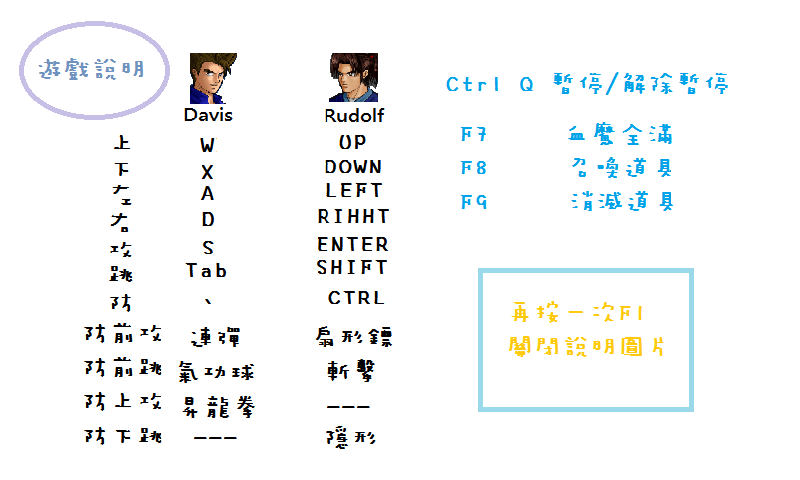 遊戲說明
Davis Rudolf
上 W UP
下 X DOWN
左 A LEFT
右 D RIHHT
攻 S ENTER
跳 Tab SHIFT
防 、 CTRL
防前攻 連彈 扇形鏢
防前跳 氣功球 斬擊
防上攻 昇龍拳 ---
防下跳 --- 隱形
Ctrl Q 暫停/解除暫停
F7 血魔全滿
F8 召喚道具
F9 消滅道具
再按一次F1
關閉說明圖片